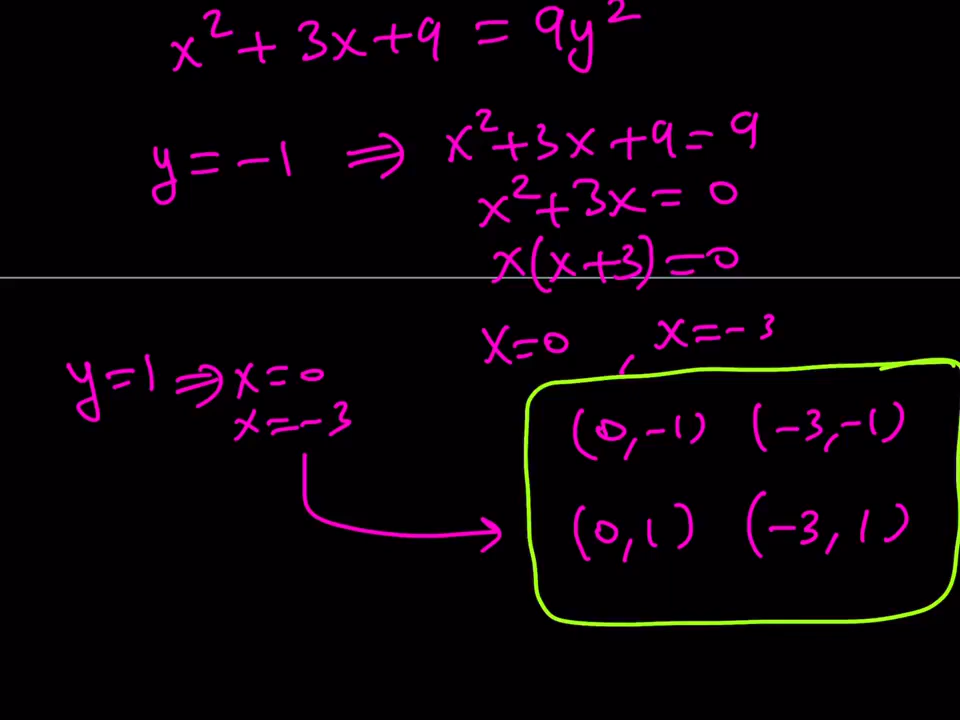 x² + 3x + 9 = 9y²
y = -1 ⇒ x² + 3x + 9 = 9
x² + 3x = 0
x(x + 3) = 0
x = 0 , x = -3
y = 1 ⇒ x = 0
x = -3
(0, -1) (-3, -1)
(0, 1) (-3, 1)